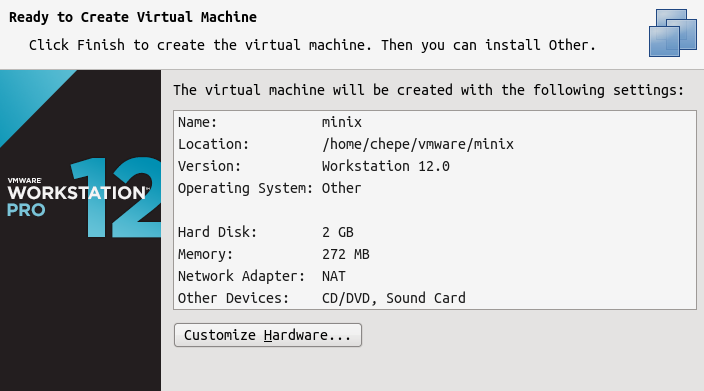 Ready to Create Virtual Machine
Click Finish to create the virtual machine. Then you can install Other.
The virtual machine will be created with the following settings:
Name: minix
Location: /home/chepe/vmware/minix
Version: Workstation 12.0
Operating System: Other
Hard Disk: 2 GB
Memory: 272 MB
Network Adapter: NAT
Other Devices: CD/DVD, Sound Card
Customize Hardware...
VMWARE
WORKSTATION™
PRO 12